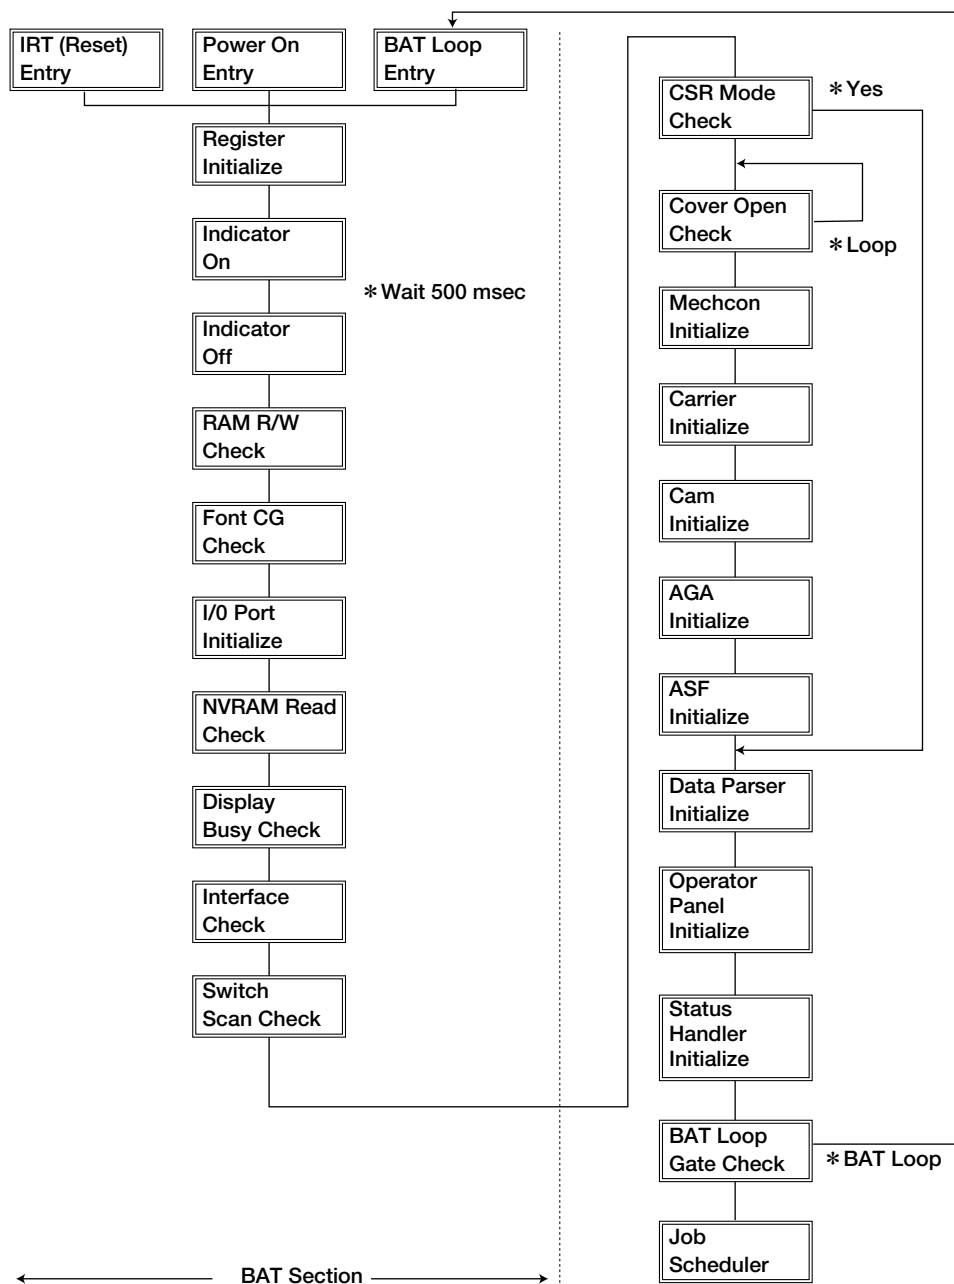 IRT (Reset)
Entry
Power On
Entry
BAT Loop
Entry
Register
Initialize
Indicator
On
* Wait 500 msec
Indicator
Off
RAM R/W
Check
Font CG
Check
I/0 Port
Initialize
NVRAM Read
Check
Display
Busy Check
Interface
Check
Switch
Scan Check
BAT Section
CSR Mode
Check
* Yes
Cover Open
Check
* Loop
Mechcon
Initialize
Carrier
Initialize
Cam
Initialize
AGA
Initialize
ASF
Initialize
Data Parser
Initialize
Operator
Panel
Initialize
Status
Handler
Initialize
BAT Loop
Gate Check
* BAT Loop
Job
Scheduler